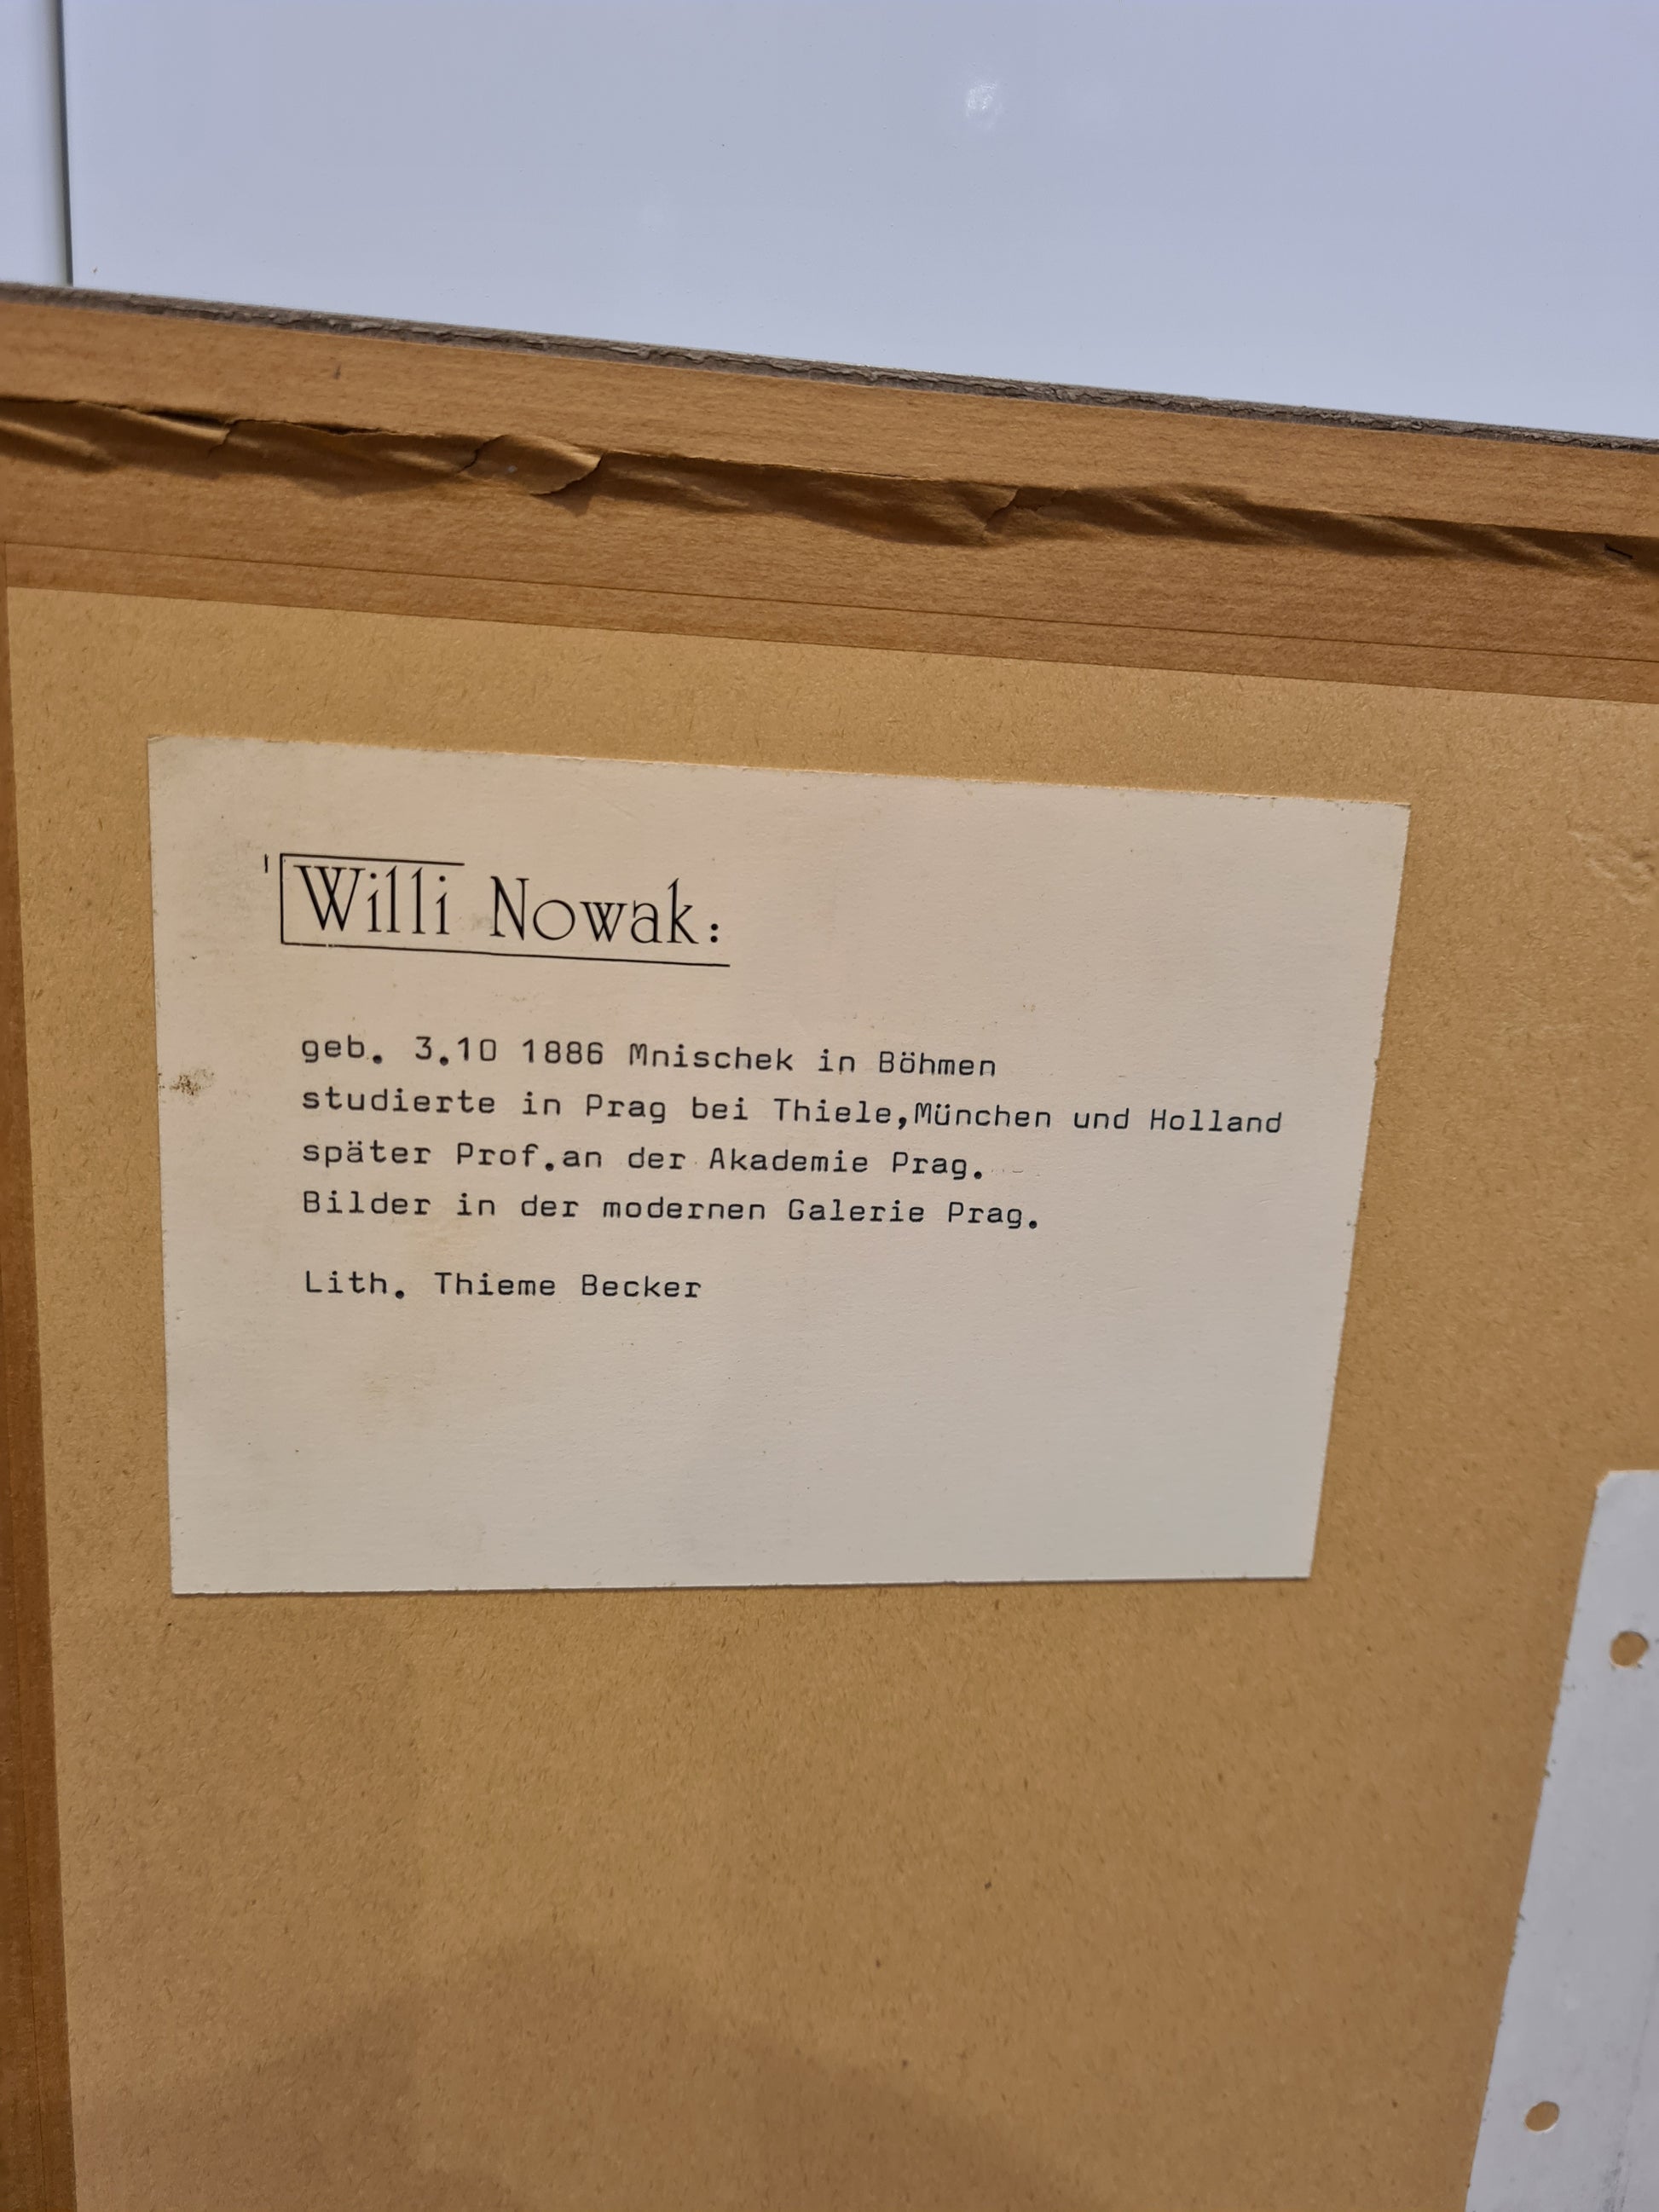 Willi Nowak:
geb. 3.10 1886 Mnischek in Böhmen
studierte in Prag bei Thiele,München und Holland
später Prof.an der Akademie Prag.
Bilder in der modernen Galerie Prag.
Lith. Thieme Becker